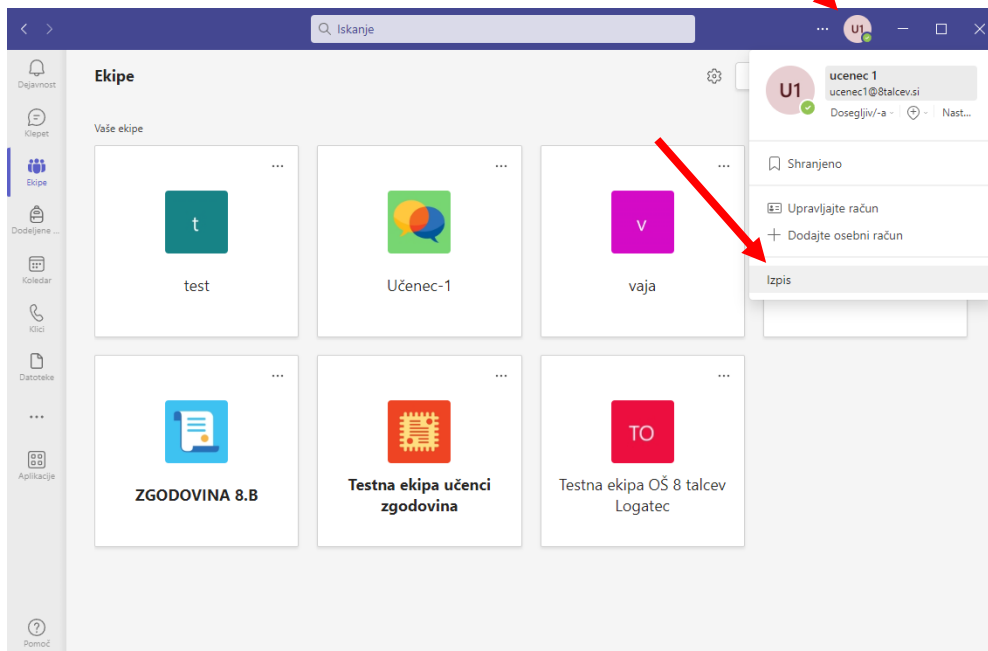 Iskanje
U1
Dejavnost
Klepet
Ekipe
Dodeljene ...
Koledar
Klici
Datoteke
Aplikacije
Pomoč
Ekipe
Vaše ekipe
t
test
Učenec-1
v
vaja
ZGODOVINA 8.B
Testna ekipa učenci
zgodovina
TO
Testna ekipa OŠ 8 talcev
Logatec
U1
ucenec 1
ucenec1@8talcev.si
Dosegljiv/-a
Nast...
Shranjeno
Upravljajte račun
Dodajte osebni račun
Izpis